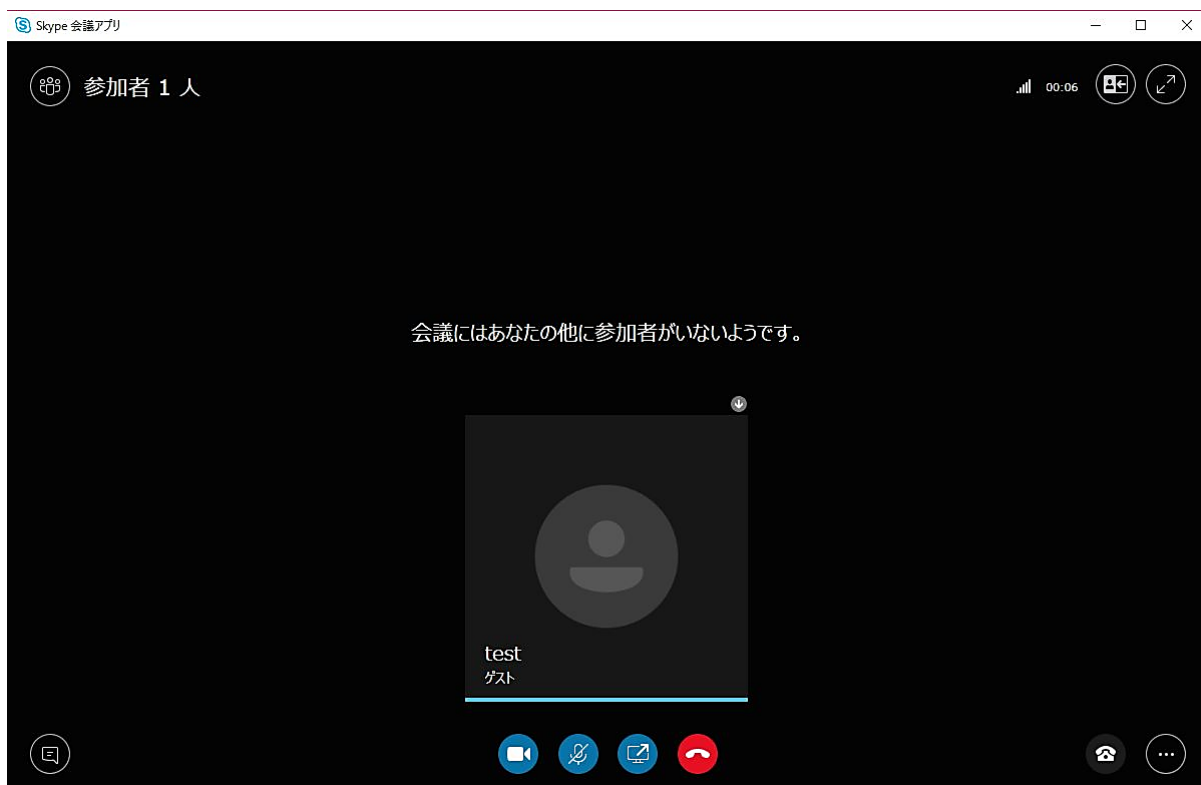 Skype 会議アプリ
参加者 1 人
00:06
会議にはあなたの他に参加者がいないようです。
test
ゲスト